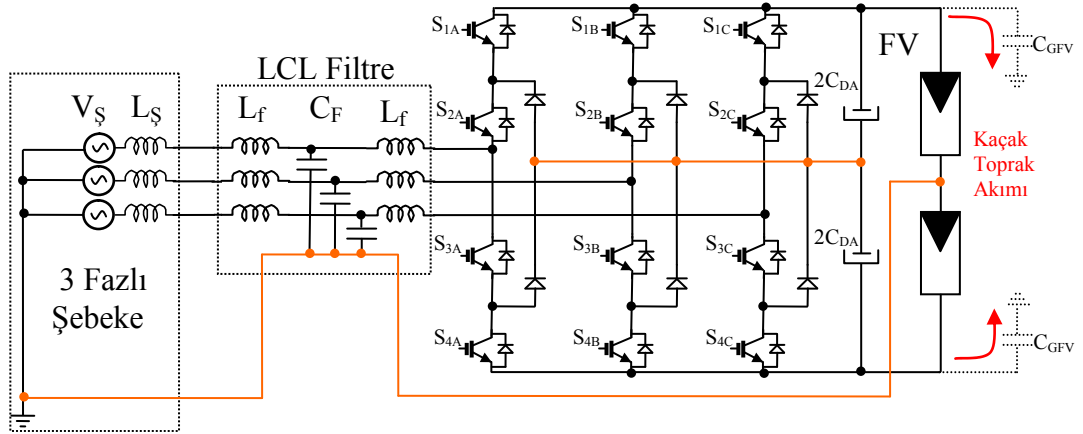 S1A
S1B
S1C
FV
CGFV
LCL Filtre
VŞ
LŞ
Lf
CF
Lf
2CDA
S2A
S2B
S2C
Kaçak
Toprak
Akımı
S3A
S3B
S3C
2CDA
3 Fazlı
Şebeke
S4A
S4B
S4C
CGFV